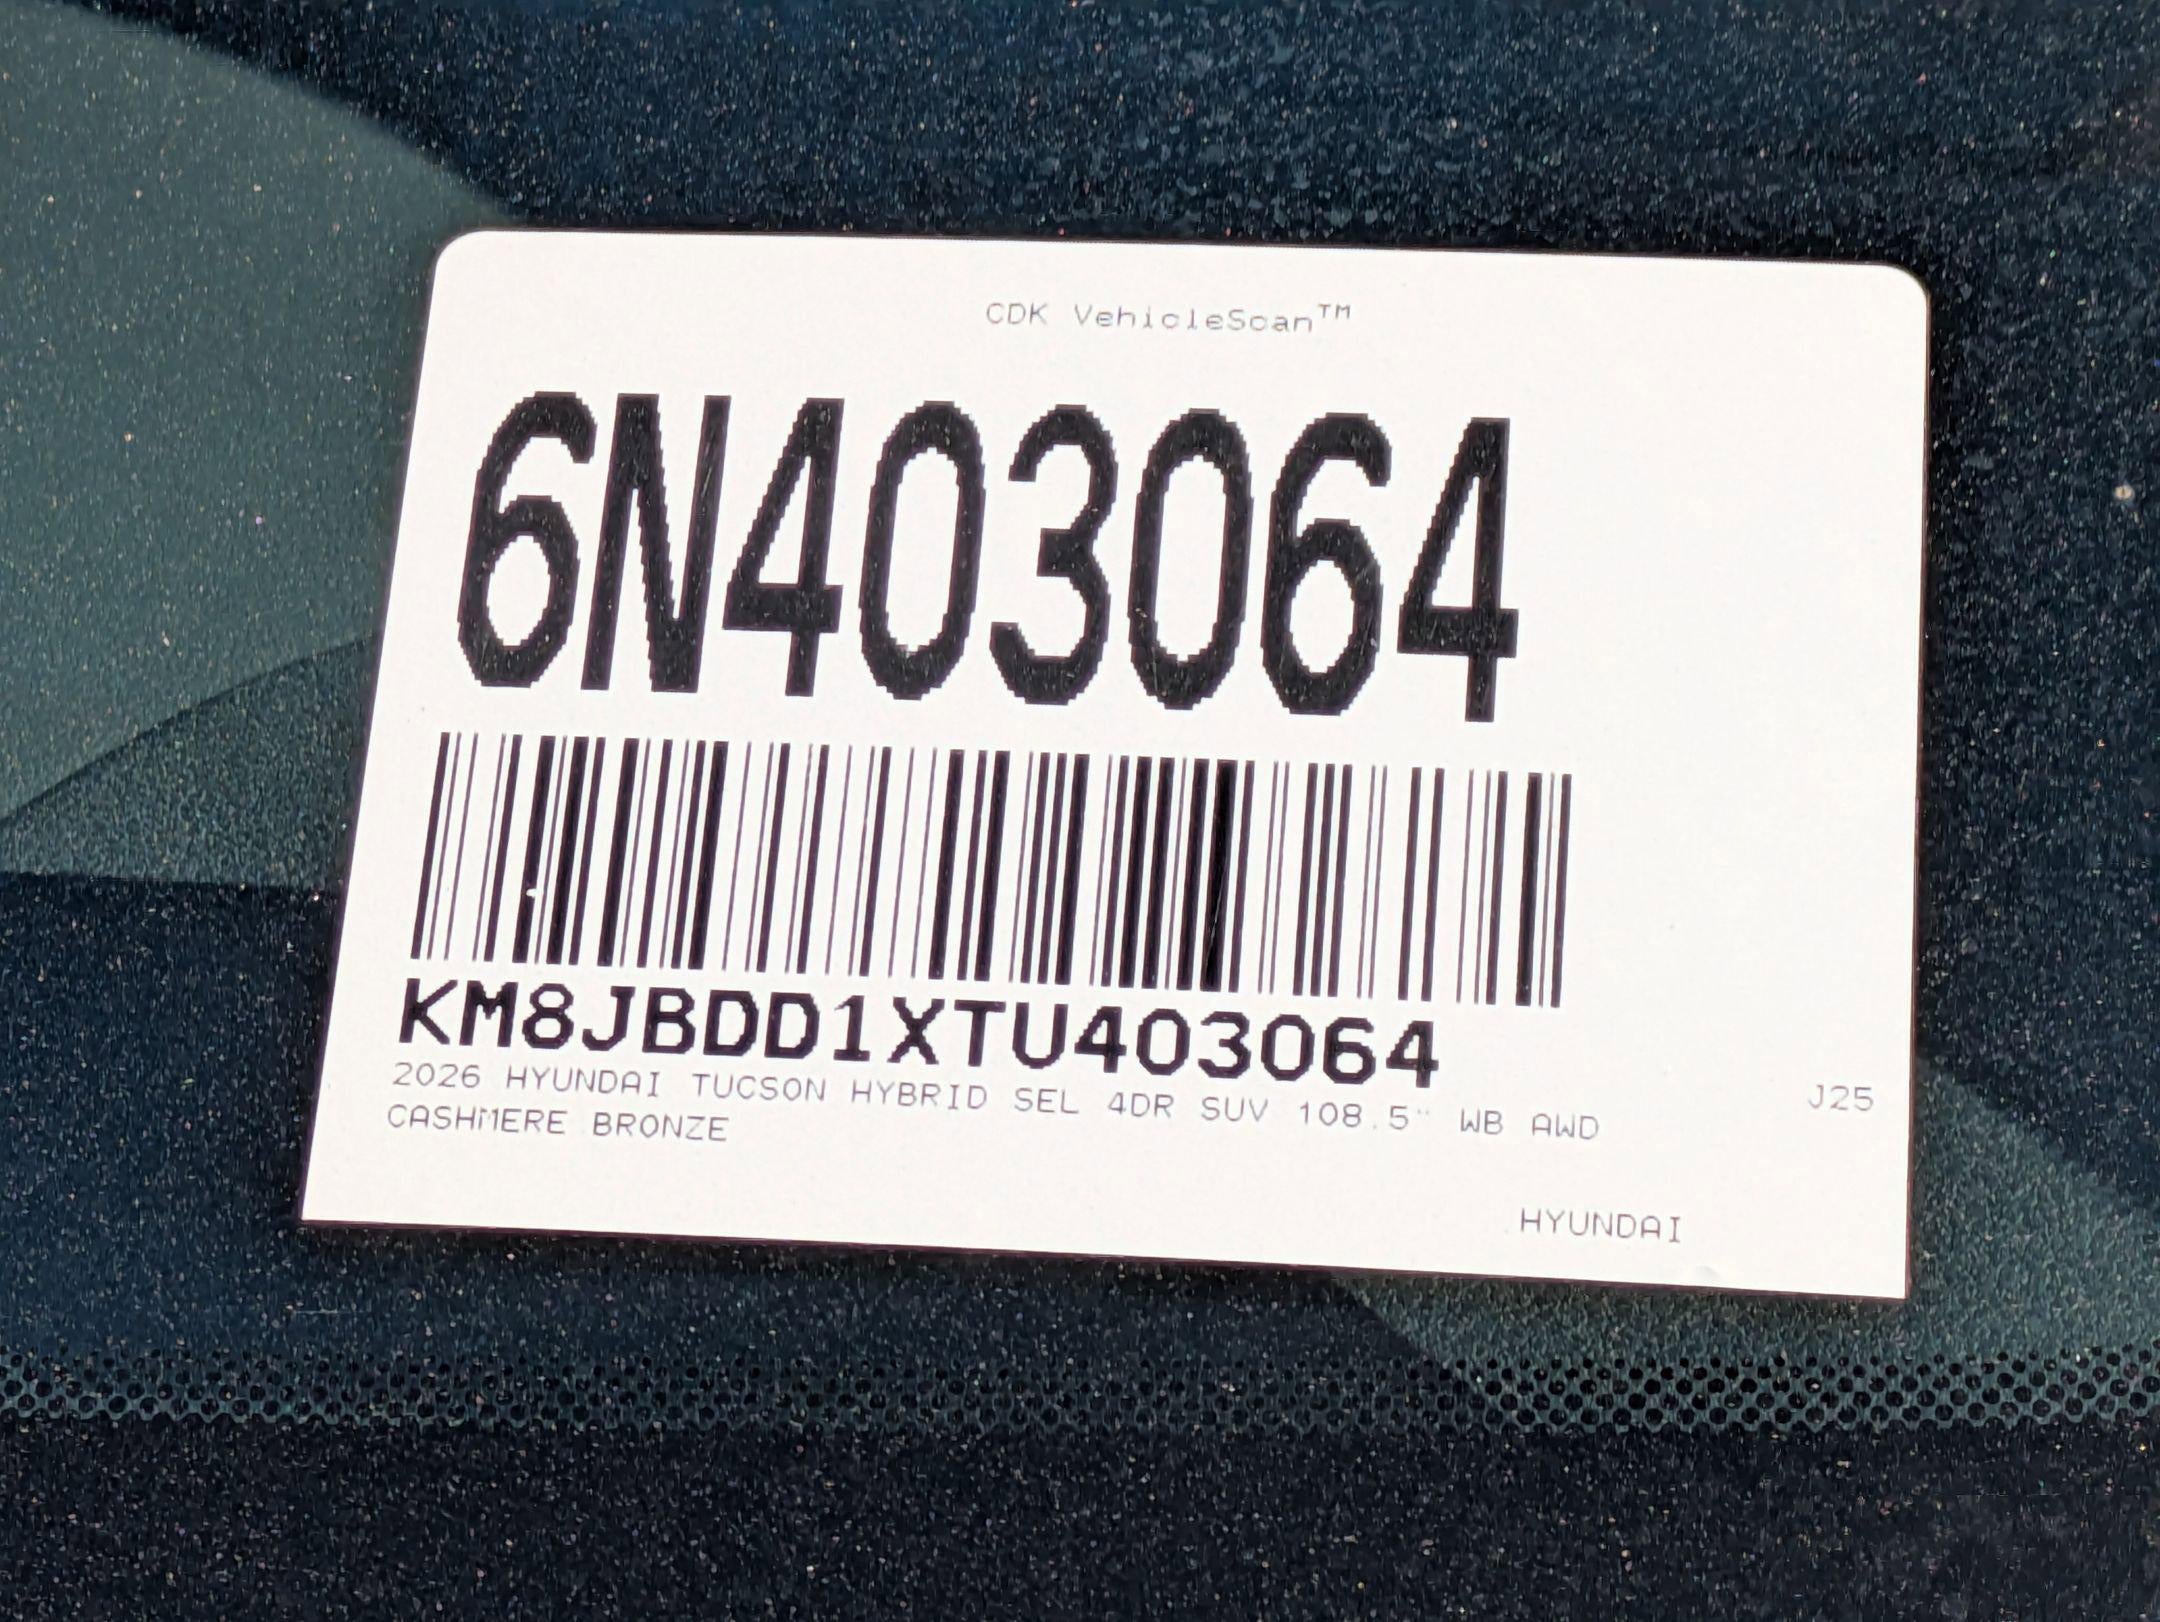 CDK VehicleScan™
6N403064
KM8JBDD1XTU403064
2026 HYUNDAI TUCSON HYBRID SEL 4DR SUV 108.5" WB AWD J25
CASHMERE BRONZE
HYUNDAI